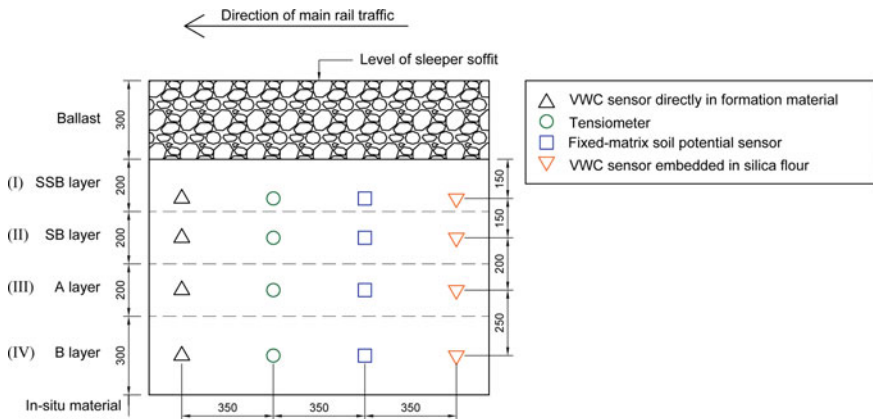 Direction of main rail traffic
Level of sleeper soffit
Ballast
300
(I) SSB layer
200
150
(II) SB layer
200
150
(III) A layer
200
200
(IV) B layer
300
250
In-situ material
350
350
350
VWC sensor directly in formation material
Tensiometer
Fixed-matrix soil potential sensor
VWC sensor embedded in silica flour